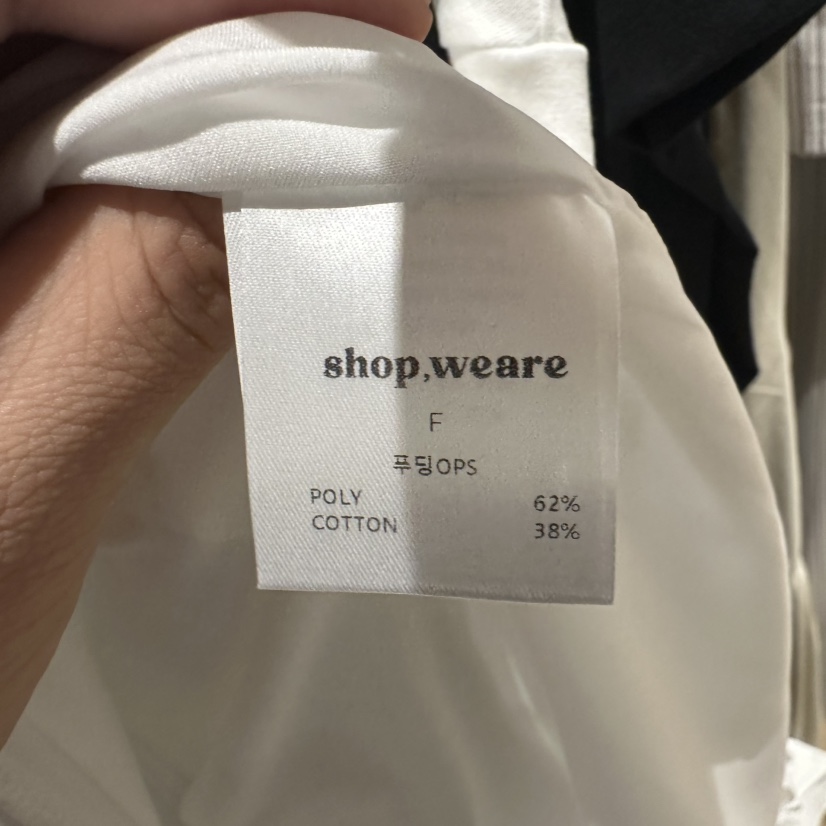 shop,weare
F
푸딩OPS
POLY 62%
COTTON 38%